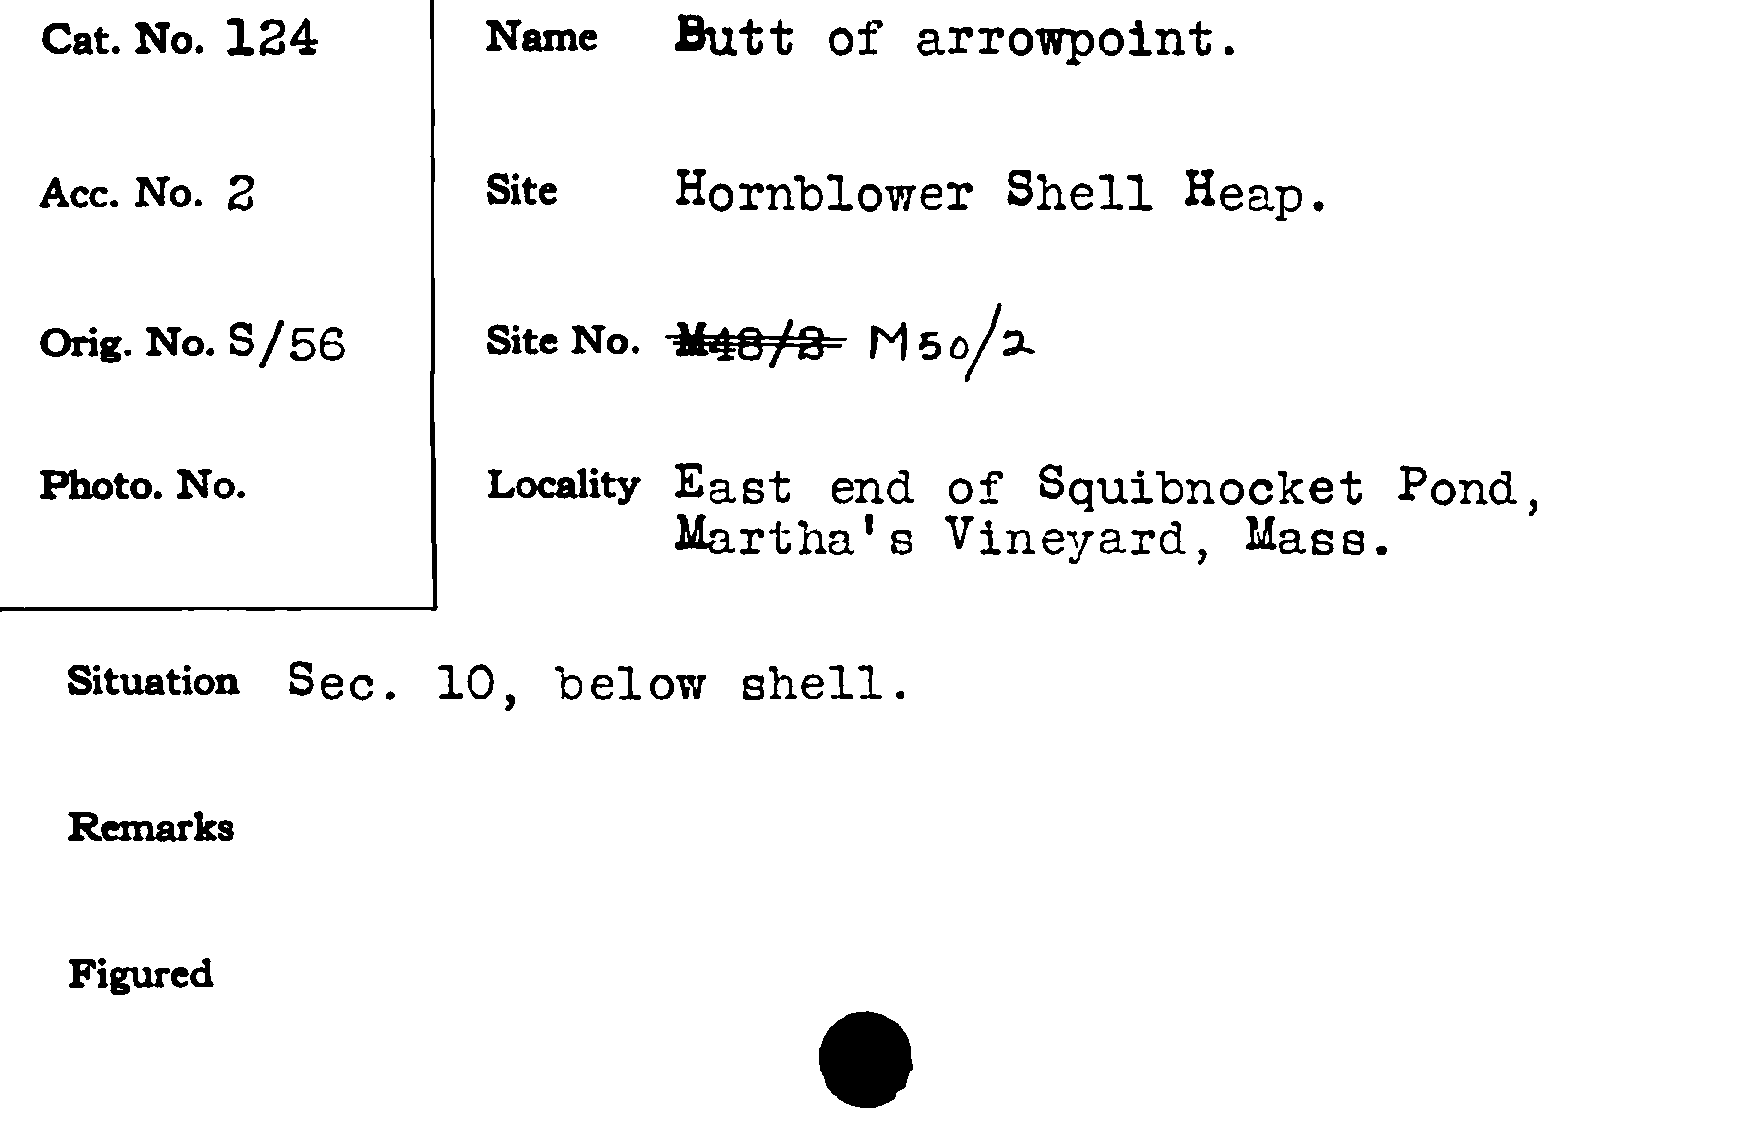 Cat. No. 124
Name Butt of arrowpoint.
Acc. No. 2
Site Hornblower Shell Heap.
Orig. No. S/56
Site No. M48/2 M50/2
Photo. No.
Locality East end of Squibnocket Pond,
Martha's Vineyard, Mass.
Situation Sec. 10, below shell.
Remarks
Figured